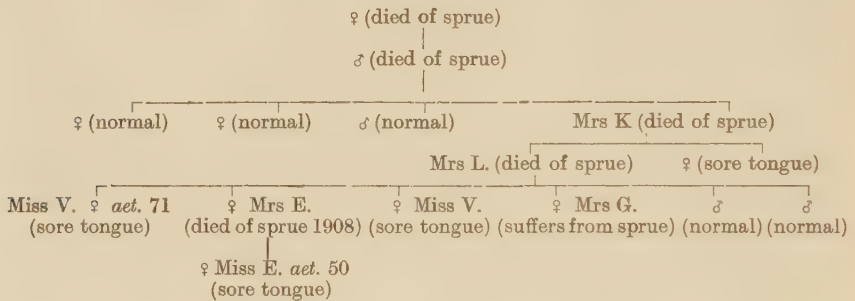 ♀ (died of sprue)
♂ (died of sprue)
♀ (normal) ♀ (normal) ♂ (normal) Mrs K (died of sprue)
Mrs L. (died of sprue) ♀ (sore tongue)
Miss V. ♀ aet. 71 ♀ Mrs E. ♀ Miss V. ♀ Mrs G. ♂ ♂
(sore tongue) (died of sprue 1908) (sore tongue) (suffers from sprue) (normal) (normal)
♀ Miss E. aet. 50
(sore tongue)